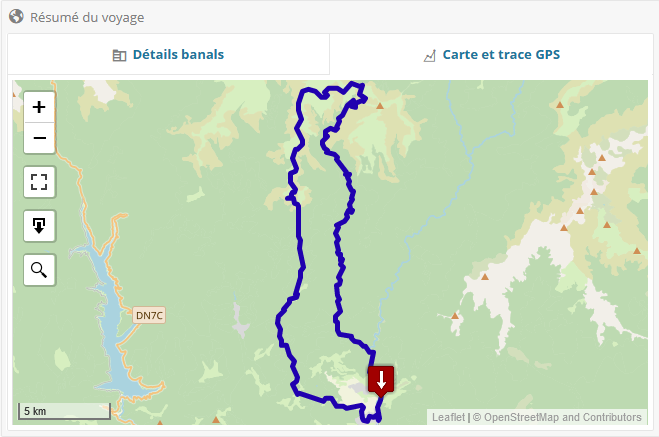 Résumé du voyage
Détails banals
Carte et trace GPS
+
−
DN7C
5 km
Leaflet | © OpenStreetMap and Contributors